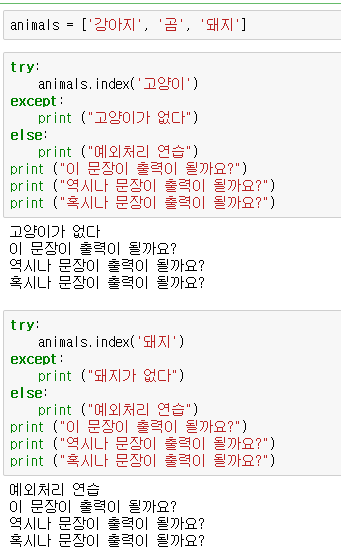 animals = ['강아지', '곰', '돼지']
try:
    animals.index('고양이')
except:
    print ("고양이가 없다")
else:
    print ("예외처리 연습")
print ("이 문장이 출력이 될까요?")
print ("역시나 문장이 출력이 될까요?")
print ("혹시나 문장이 출력이 될까요?")
고양이가 없다
이 문장이 출력이 될까요?
역시나 문장이 출력이 될까요?
혹시나 문장이 출력이 될까요?
try:
    animals.index('돼지')
except:
    print ("돼지가 없다")
else:
    print ("예외처리 연습")
print ("이 문장이 출력이 될까요?")
print ("역시나 문장이 출력이 될까요?")
print ("혹시나 문장이 출력이 될까요?")
예외처리 연습
이 문장이 출력이 될까요?
역시나 문장이 출력이 될까요?
혹시나 문장이 출력이 될까요?